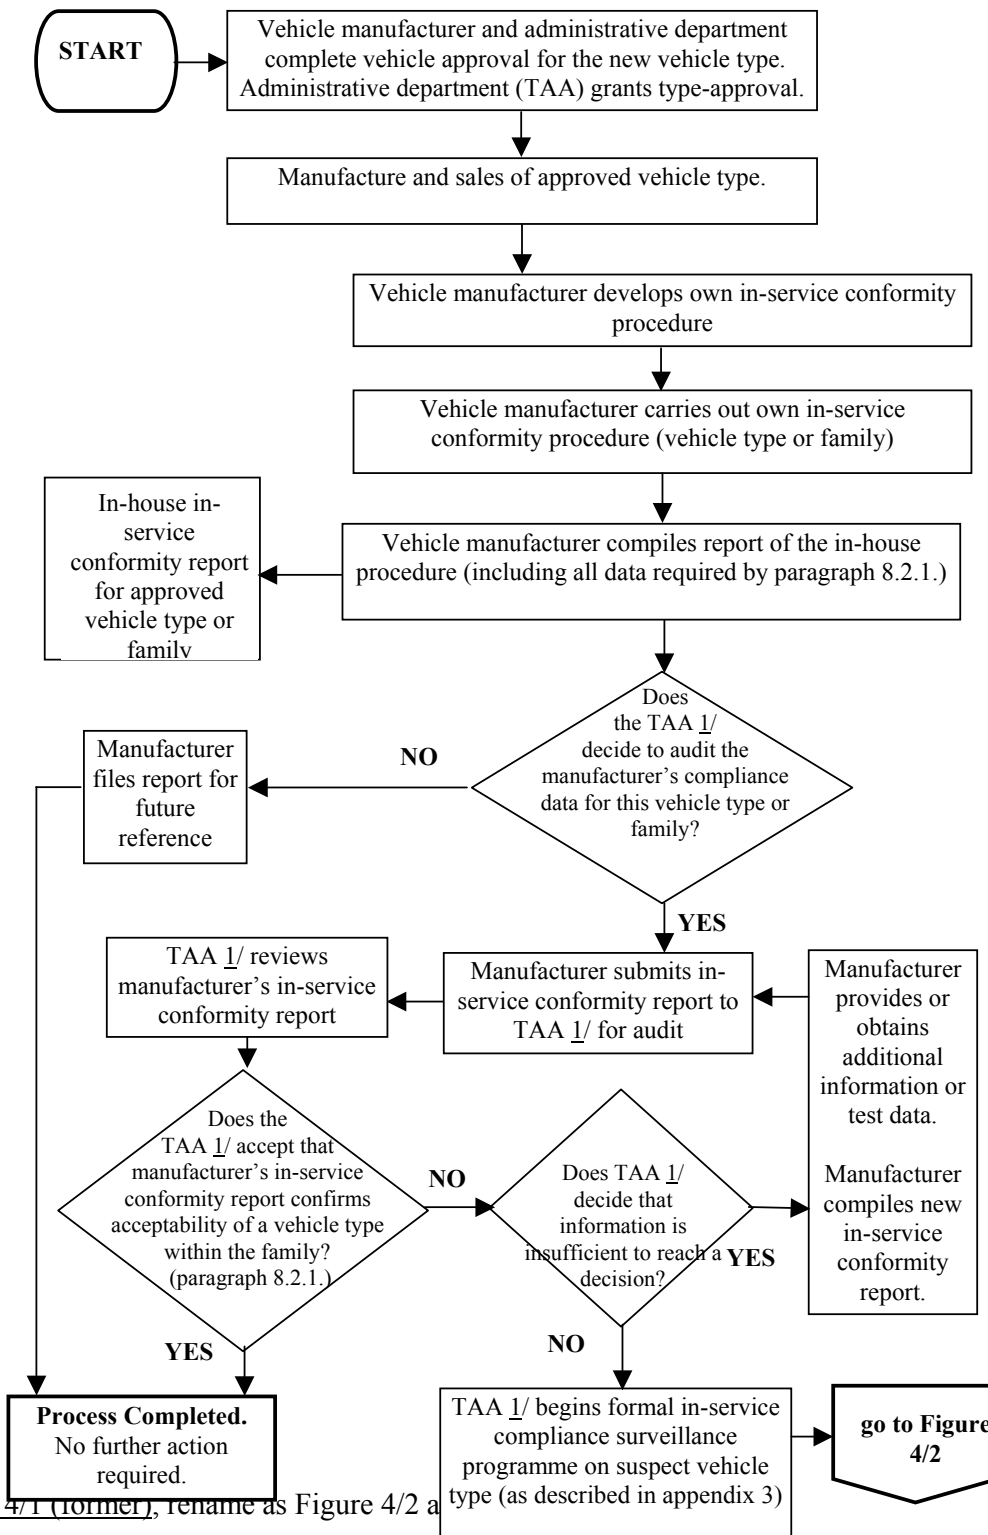 START
Vehicle manufacturer and administrative department
complete vehicle approval for the new vehicle type.
Administrative department (TAA) grants type-approval.
Manufacture and sales of approved vehicle type.
Vehicle manufacturer develops own in-service conformity
procedure
Vehicle manufacturer carries out own in-service
conformity procedure (vehicle type or family)
In-house in-
service
conformity report
for approved
vehicle type or
family
Vehicle manufacturer compiles report of the in-house
procedure (including all data required by paragraph 8.2.1.)
Does
the TAA 1/
decide to audit the
manufacturer's compliance
data for this vehicle type or
family?
NO
Manufacturer
files report for
future
reference
YES
TAA 1/ reviews
manufacturer's in-service
conformity report
Manufacturer submits in-
service conformity report to
TAA 1/ for audit
Manufacturer
provides or
obtains
additional
information or
test data.
Manufacturer
compiles new
in-service
conformity
report.
Does the
TAA 1/ accept that
manufacturer's in-service
conformity report confirms
acceptability of a vehicle type
within the family?
(paragraph 8.2.1.)
NO
Does TAA 1/
decide that
information is
insufficient to reach a
decision?
YES
YES
NO
Process Completed.
No further action
required.
TAA 1/ begins formal in-service
compliance surveillance
programme on suspect vehicle
type (as described in appendix 3)
go to Figure
4/2
4/1 (former), rename as Figure 4/2 a